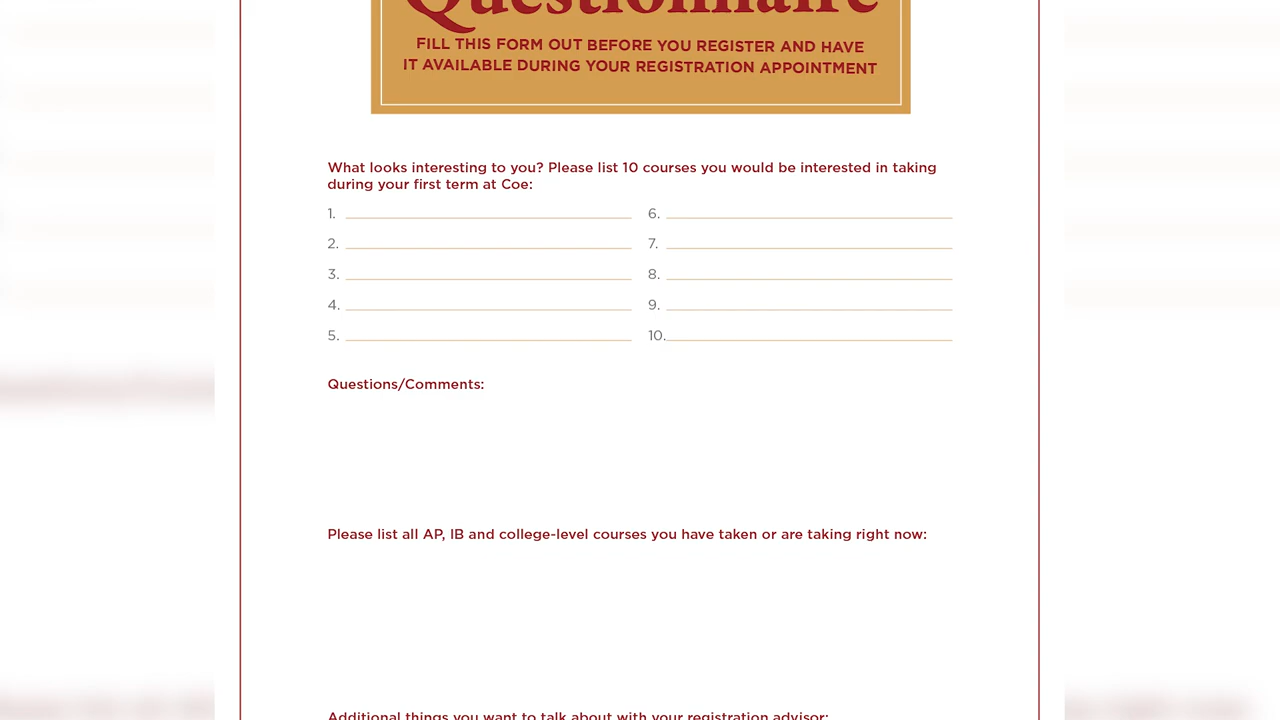 Questionnaire
FILL THIS FORM OUT BEFORE YOU REGISTER AND HAVE
IT AVAILABLE DURING YOUR REGISTRATION APPOINTMENT
What looks interesting to you? Please list 10 courses you would be interested in taking
during your first term at Coe:
1.
2.
3.
4.
5.
6.
7.
8.
9.
10.
Questions/Comments:
Please list all AP, IB and college-level courses you have taken or are taking right now:
Additional things you want to talk about with your registration advisor: